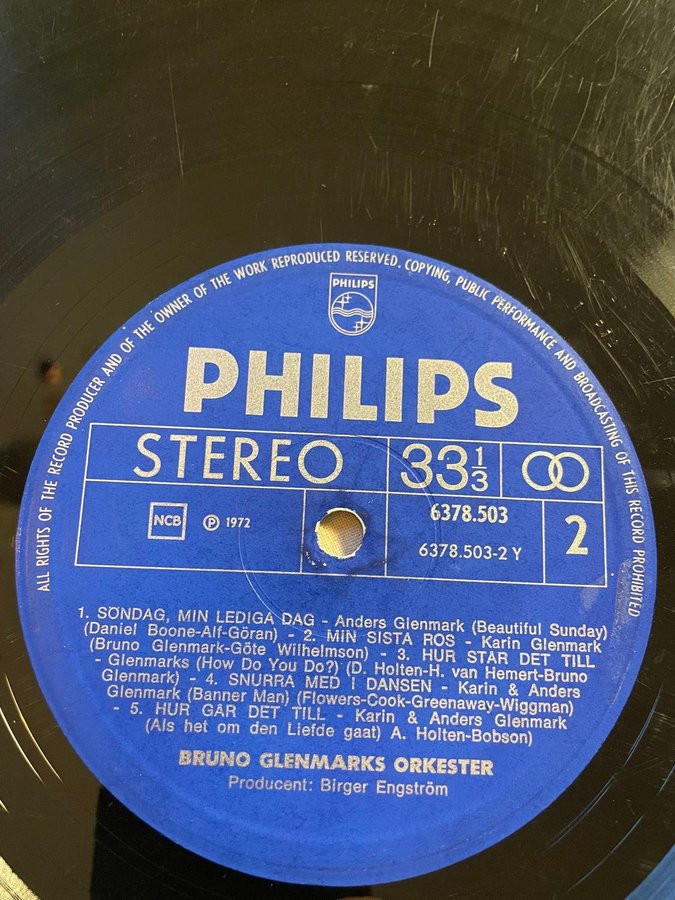 ALL RIGHTS OF THE RECORD PRODUCER AND OF THE OWNER OF THE WORK REPRODUCED RESERVED. COPYING, PUBLIC PERFORMANCE AND BROADCASTING OF THIS RECORD PROHIBITED
PHILIPS
PHILIPS
STEREO 33 1/3
NCB ℗ 1972 6378.503 2
6378.503-2 Y
1. SÖNDAG, MIN LEDIGA DAG - Anders Glenmark (Beautiful Sunday)
(Daniel Boone-Alf-Göran) - 2. MIN SISTA ROS - Karin Glenmark
(Bruno Glenmark-Göte Wilhelmson) - 3. HUR STÅR DET TILL
- Glenmarks (How Do You Do?) (D. Holten-H. van Hemert-Bruno
Glenmark) - 4. SNURRA MED I DANSEN - Karin & Anders
Glenmark (Banner Man) (Flowers-Cook-Greenaway-Wiggman)
- 5. HUR GÅR DET TILL - Karin & Anders Glenmark
(Als het om den Liefde gaat) A. Holten-Bobson)
BRUNO GLENMARKS ORKESTER
Producent: Birger Engström